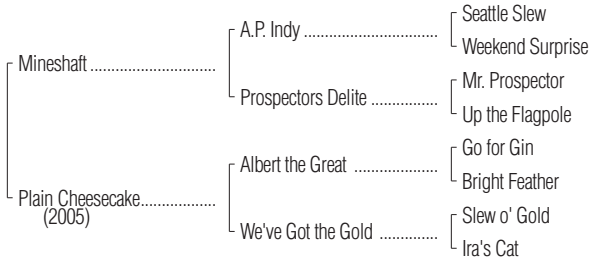 Seattle Slew
A.P. Indy ................................
Weekend Surprise
Mineshaft ..............................
Mr. Prospector
Prospectors Delite ................
Up the Flagpole
Go for Gin
Albert the Great ....................
Bright Feather
Plain Cheesecake..................
(2005)
Slew o' Gold
We've Got the Gold ..............
Ira's Cat